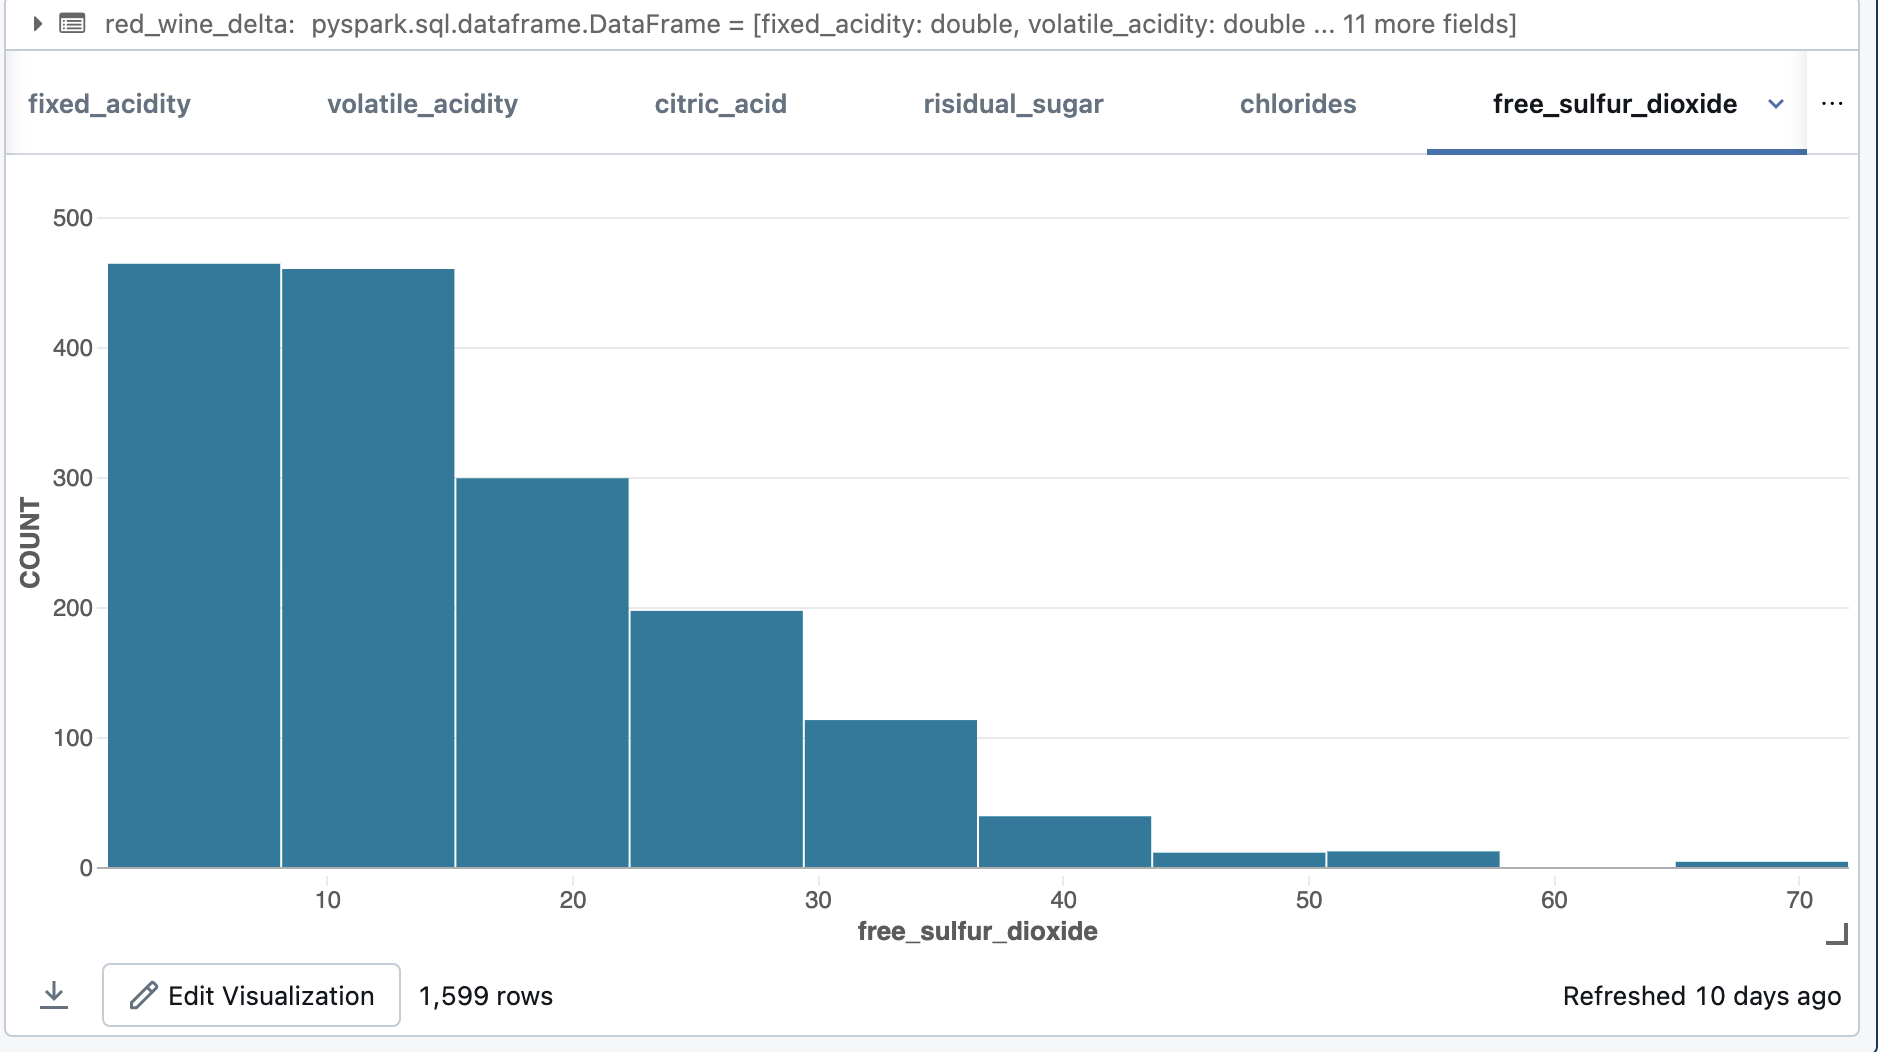 red_wine_delta: pyspark.sql.dataframe.DataFrame = [fixed_acidity: double, volatile_acidity: double ... 11 more fields]
fixed_acidity volatile_acidity citric_acid risidual_sugar chlorides free_sulfur_dioxide ...
500
400
300
200
100
0
COUNT
10 20 30 40 50 60 70
free_sulfur_dioxide
Edit Visualization 1,599 rows Refreshed 10 days ago